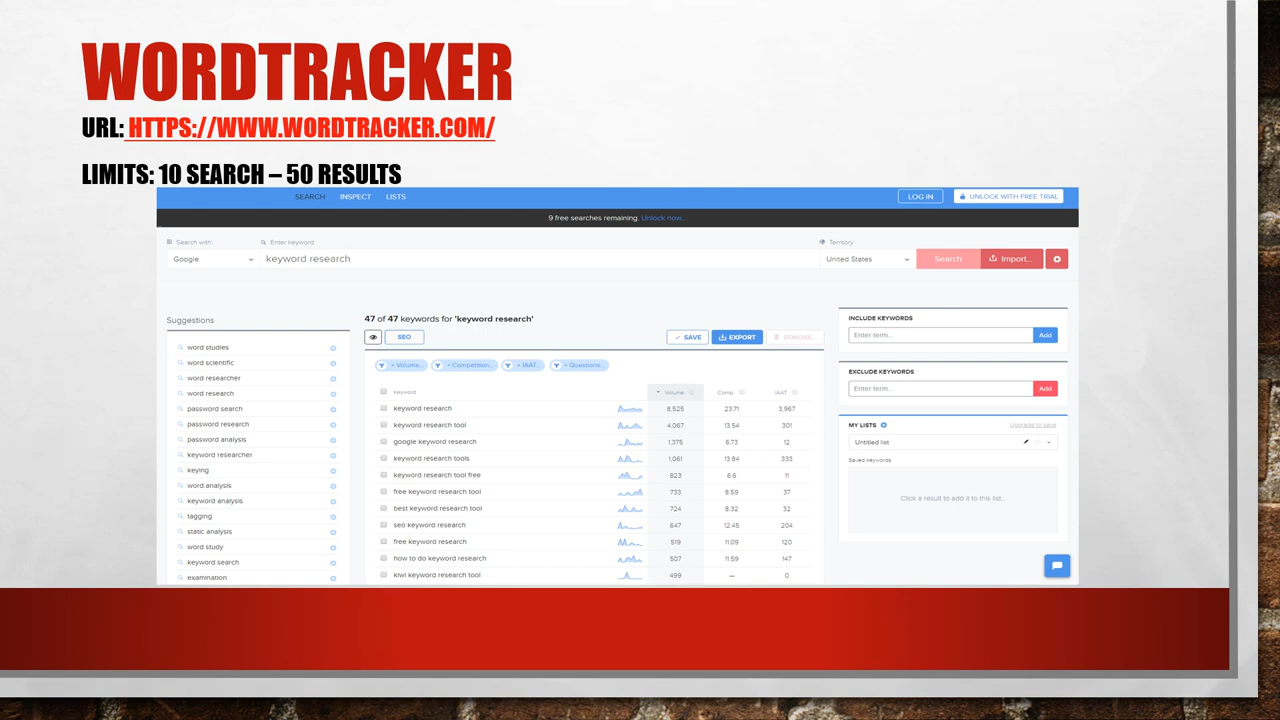 WORDTRACKER
URL: HTTPS://WWW.WORDTRACKER.COM/
LIMITS: 10 SEARCH – 50 RESULTS
SEARCH INSPECT LISTS LOG IN UNLOCK WITH FREE TRIAL
9 free searches remaining. Unlock now...
Search with: Enter keyword Territory
Google keyword research United States Search Import...
Suggestions
word studies
word scientific
word researcher
word research
password search
password research
password analysis
keyword researcher
keying
word analysis
keyword analysis
tagging
static analysis
word study
keyword search
examination
47 of 47 keywords for 'keyword research'
SEO SAVE EXPORT REMOVE...
+ Volume... + Competition... + IAAT... + Questions...
Keyword Volume Comp IAAT
keyword research 8,525 23.71 3,967
keyword research tool 4,067 13.54 301
google keyword research 1,375 6.73 12
keyword research tools 1,061 13.84 333
keyword research tool free 823 6.6 11
free keyword research tool 733 8.59 37
best keyword research tool 724 8.32 32
seo keyword research 647 12.45 204
free keyword research 519 11.09 120
how to do keyword research 507 11.59 147
kiwi keyword research tool 499 — 0
INCLUDE KEYWORDS
Enter term... Add
EXCLUDE KEYWORDS
Enter term... Add
MY LISTS Upgrade to save
Untitled list
Saved keywords
Click a result to add it to this list...